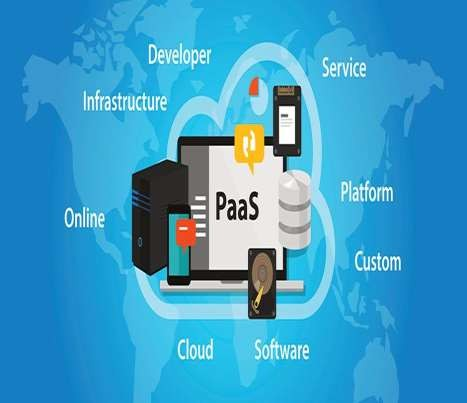 Developer
Service
Infrastructure
PaaS
Platform
Online
Custom
Cloud
Software